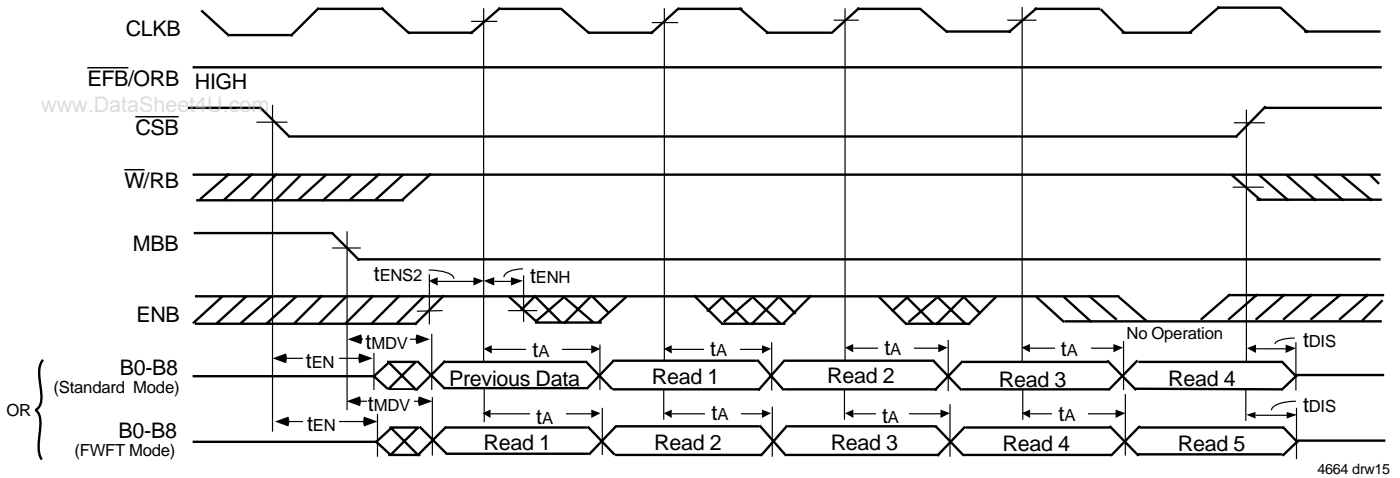 CLKB
EFB/ORB HIGH
www.DataSheet4U.com
CSB
W/RB
MBB
tENS2 tENH
ENB
No Operation
tEN tMDV tA tA tA tA tDIS
B0-B8
(Standard Mode)
Previous Data Read 1 Read 2 Read 3 Read 4
OR
tEN tMDV tA tA tA tA tDIS
B0-B8
(FWFT Mode)
Read 1 Read 2 Read 3 Read 4 Read 5
4664 drw15